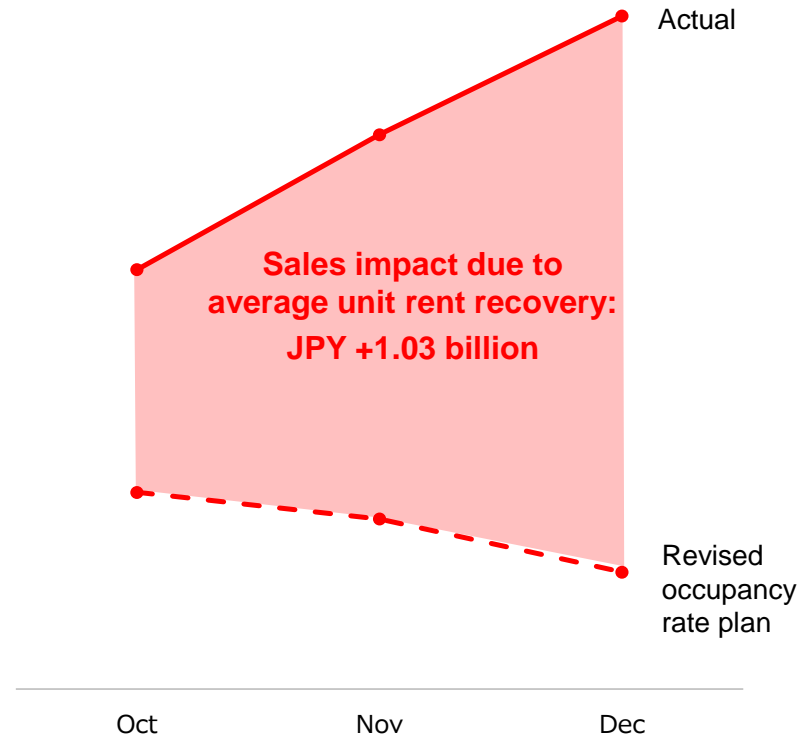 Actual
Sales impact due to
average unit rent recovery:
JPY +1.03 billion
Revised
occupancy
rate plan
Oct Nov Dec